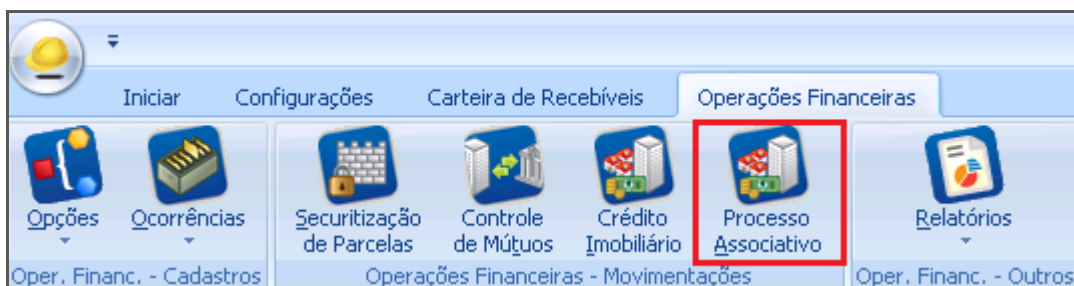 Iniciar Configurações Carteira de Recebíveis Operações Financeiras
Opções Ocorrências Securitização de Parcelas Controle de Mútuos Crédito Imobiliário Processo Associativo Relatórios
Oper. Financ. - Cadastros Operações Financeiras - Movimentações Oper. Financ. - Outros